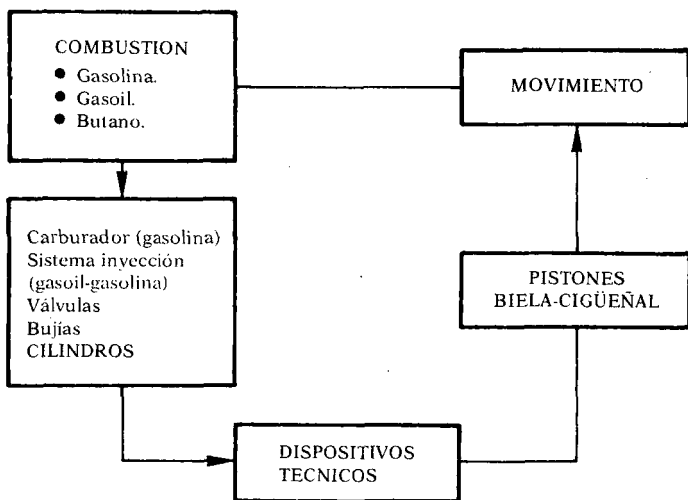 COMBUSTION
● Gasolina.
● Gasoil.
● Butano.
MOVIMIENTO
Carburador (gasolina)
Sistema inyección
(gasoil-gasolina)
Válvulas
Bujías
CILINDROS
PISTONES
BIELA-CIGÜEÑAL
DISPOSITIVOS
TECNICOS